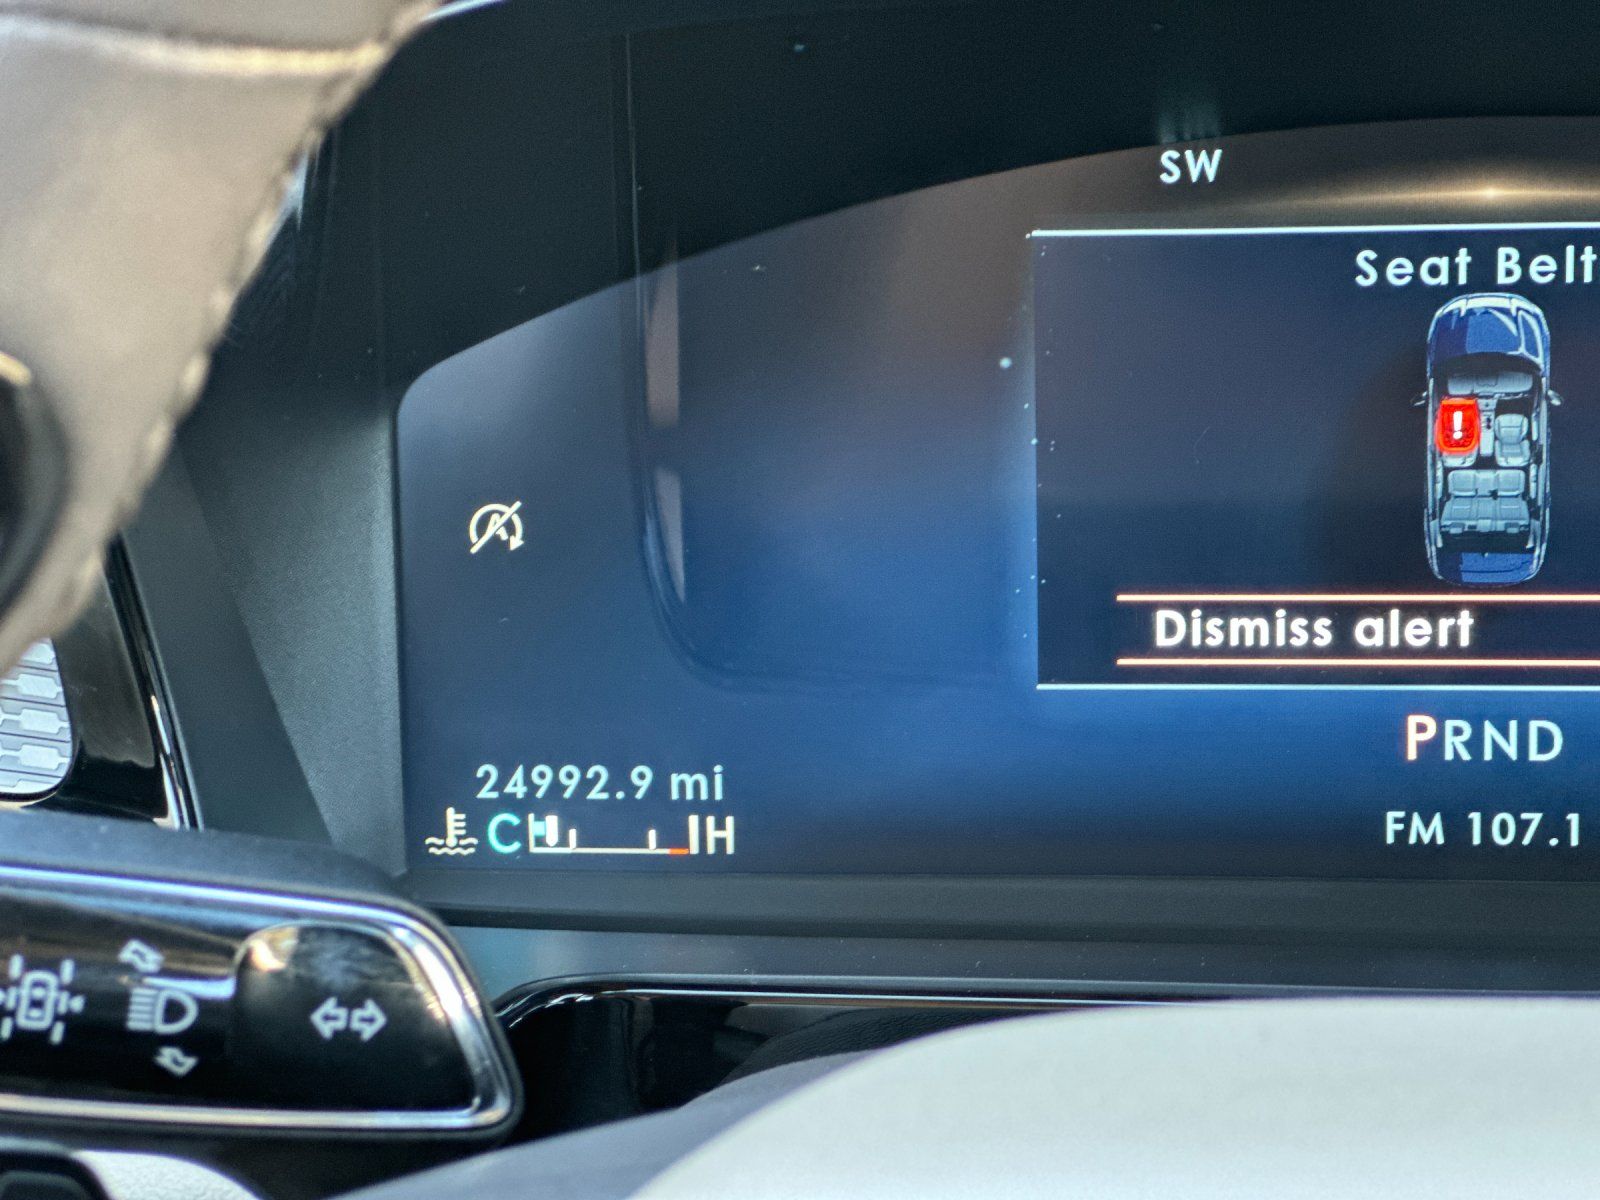 SW
Seat Belt
Dismiss alert
PRND
24992.9 mi
C H
FM 107.1